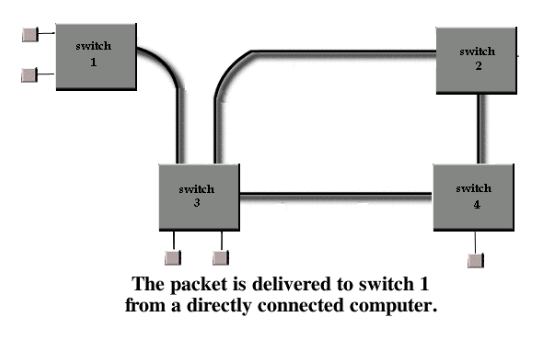 switch
1
switch
2
switch
3
switch
4
The packet is delivered to switch 1
from a directly connected computer.